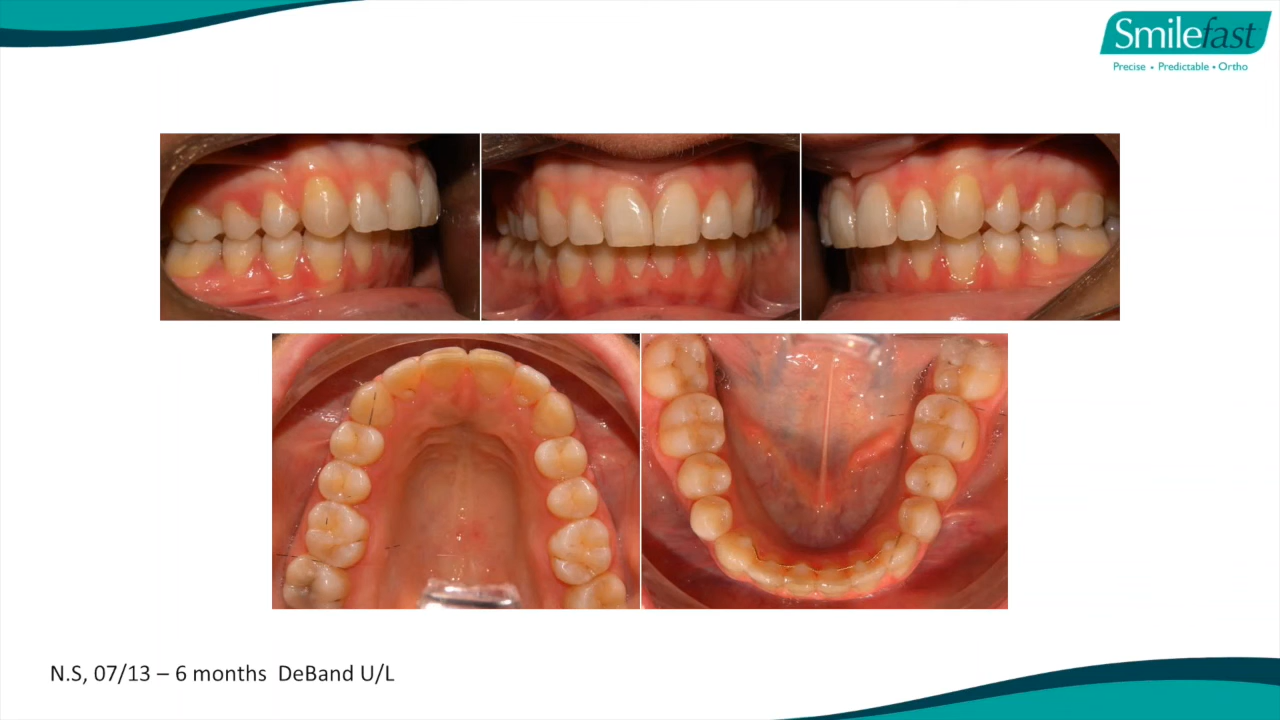 Smilefast
Precise • Predictable • Ortho
N.S, 07/13 – 6 months DeBand U/L